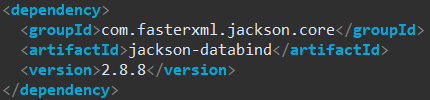 <dependency>
  <groupId>com.fasterxml.jackson.core</groupId>
  <artifactId>jackson-databind</artifactId>
  <version>2.8.8</version>
</dependency>